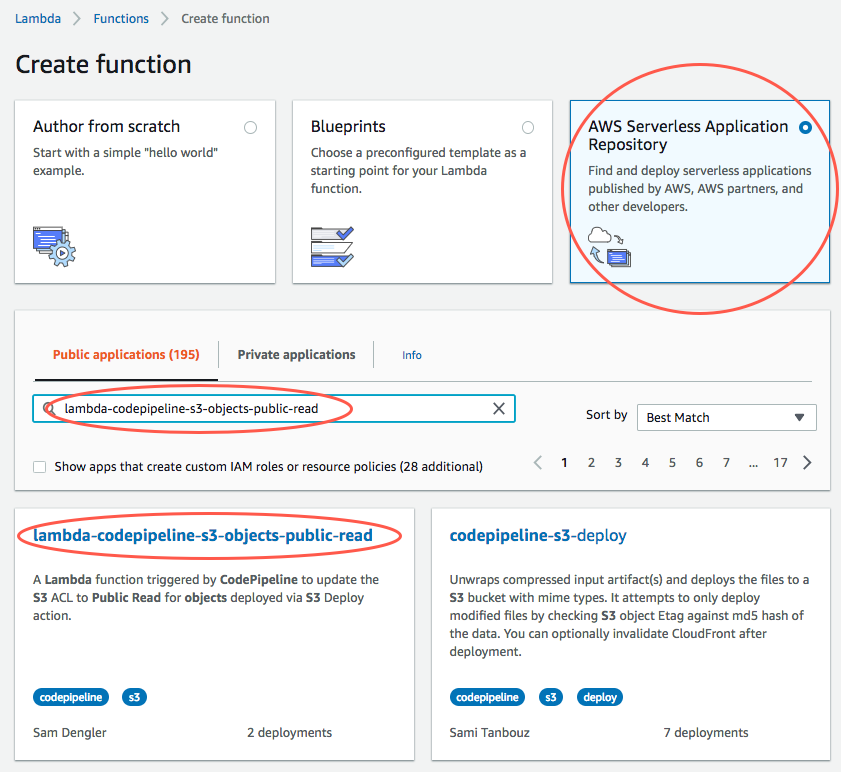 Lambda > Functions > Create function
Create function
Author from scratch
Start with a simple "hello world"
example.
Blueprints
Choose a preconfigured template as a
starting point for your Lambda
function.
AWS Serverless Application
Repository
Find and deploy serverless applications
published by AWS, AWS partners, and
other developers.
Public applications (195)
Private applications
Info
lambda-codepipeline-s3-objects-public-read
Sort by
Best Match
Show apps that create custom IAM roles or resource policies (28 additional)
1 2 3 4 5 6 7 ... 17
lambda-codepipeline-s3-objects-public-read
A Lambda function triggered by CodePipeline to update the
S3 ACL to Public Read for objects deployed via S3 Deploy
action.
codepipeline s3
Sam Dengler 2 deployments
codepipeline-s3-deploy
Unwraps compressed input artifact(s) and deploys the files to a
S3 bucket with mime types. It attempts to only deploy
modified files by checking S3 object Etag against md5 hash of
the data. You can optionally invalidate CloudFront after
deployment.
codepipeline s3 deploy
Sami Tanbouz 7 deployments